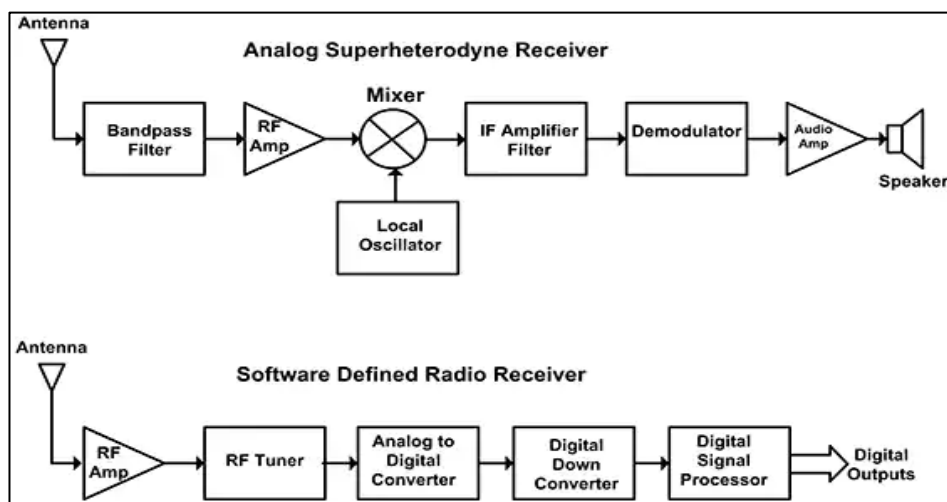 Antenna
Analog Superheterodyne Receiver
Mixer
Bandpass
Filter
RF
Amp
IF Amplifier
Filter
Demodulator
Audio
Amp
Speaker
Local
Oscillator
Antenna
Software Defined Radio Receiver
RF
Amp
RF Tuner
Analog to
Digital
Converter
Digital
Down
Converter
Digital
Signal
Processor
Digital
Outputs